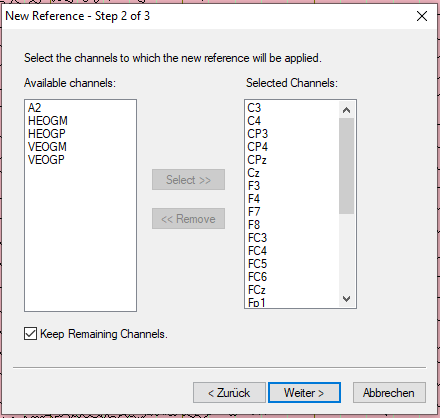 New Reference - Step 2 of 3
Select the channels to which the new reference will be applied.
Available channels:
Selected Channels:
A2
HEOGM
HEOGP
VEOGM
VEOGP
Select >>
<< Remove
C3
C4
CP3
CP4
CPz
Cz
F3
F4
F7
F8
FC3
FC4
FC5
FC6
FCz
Fp1
Keep Remaining Channels.
< Zurück
Weiter >
Abbrechen